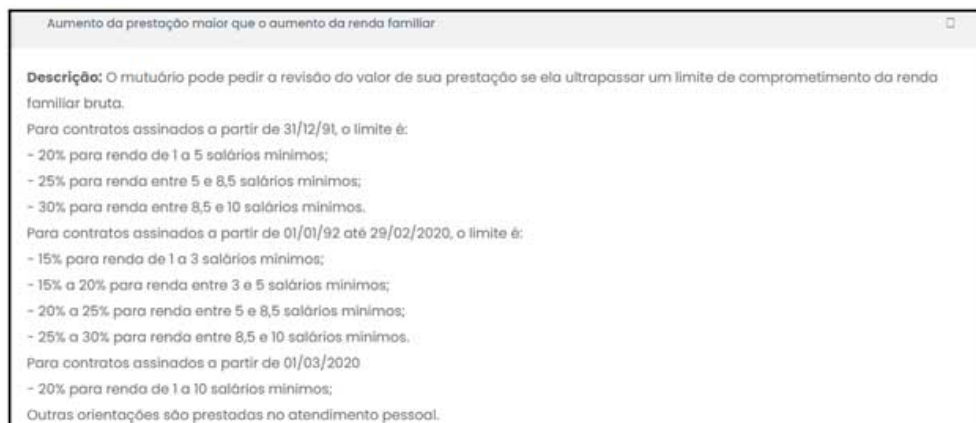 Aumento da prestação maior que o aumento da renda familiar
Descrição: O mutuário pode pedir a revisão do valor de sua prestação se ela ultrapassar um limite de comprometimento da renda
familiar bruta.
Para contratos assinados a partir de 31/12/91, o limite é:
- 20% para renda de 1 a 5 salários mínimos;
- 25% para renda entre 5 e 8,5 salários mínimos;
- 30% para renda entre 8,5 e 10 salários mínimos.
Para contratos assinados a partir de 01/01/92 até 29/02/2020, o limite é:
- 15% para renda de 1 a 3 salários mínimos;
- 15% a 20% para renda entre 3 e 5 salários mínimos;
- 20% a 25% para renda entre 5 e 8,5 salários mínimos;
- 25% a 30% para renda entre 8,5 e 10 salários mínimos.
Para contratos assinados a partir de 01/03/2020
- 20% para renda de 1 a 10 salários mínimos;
Outras orientações são prestadas no atendimento pessoal.